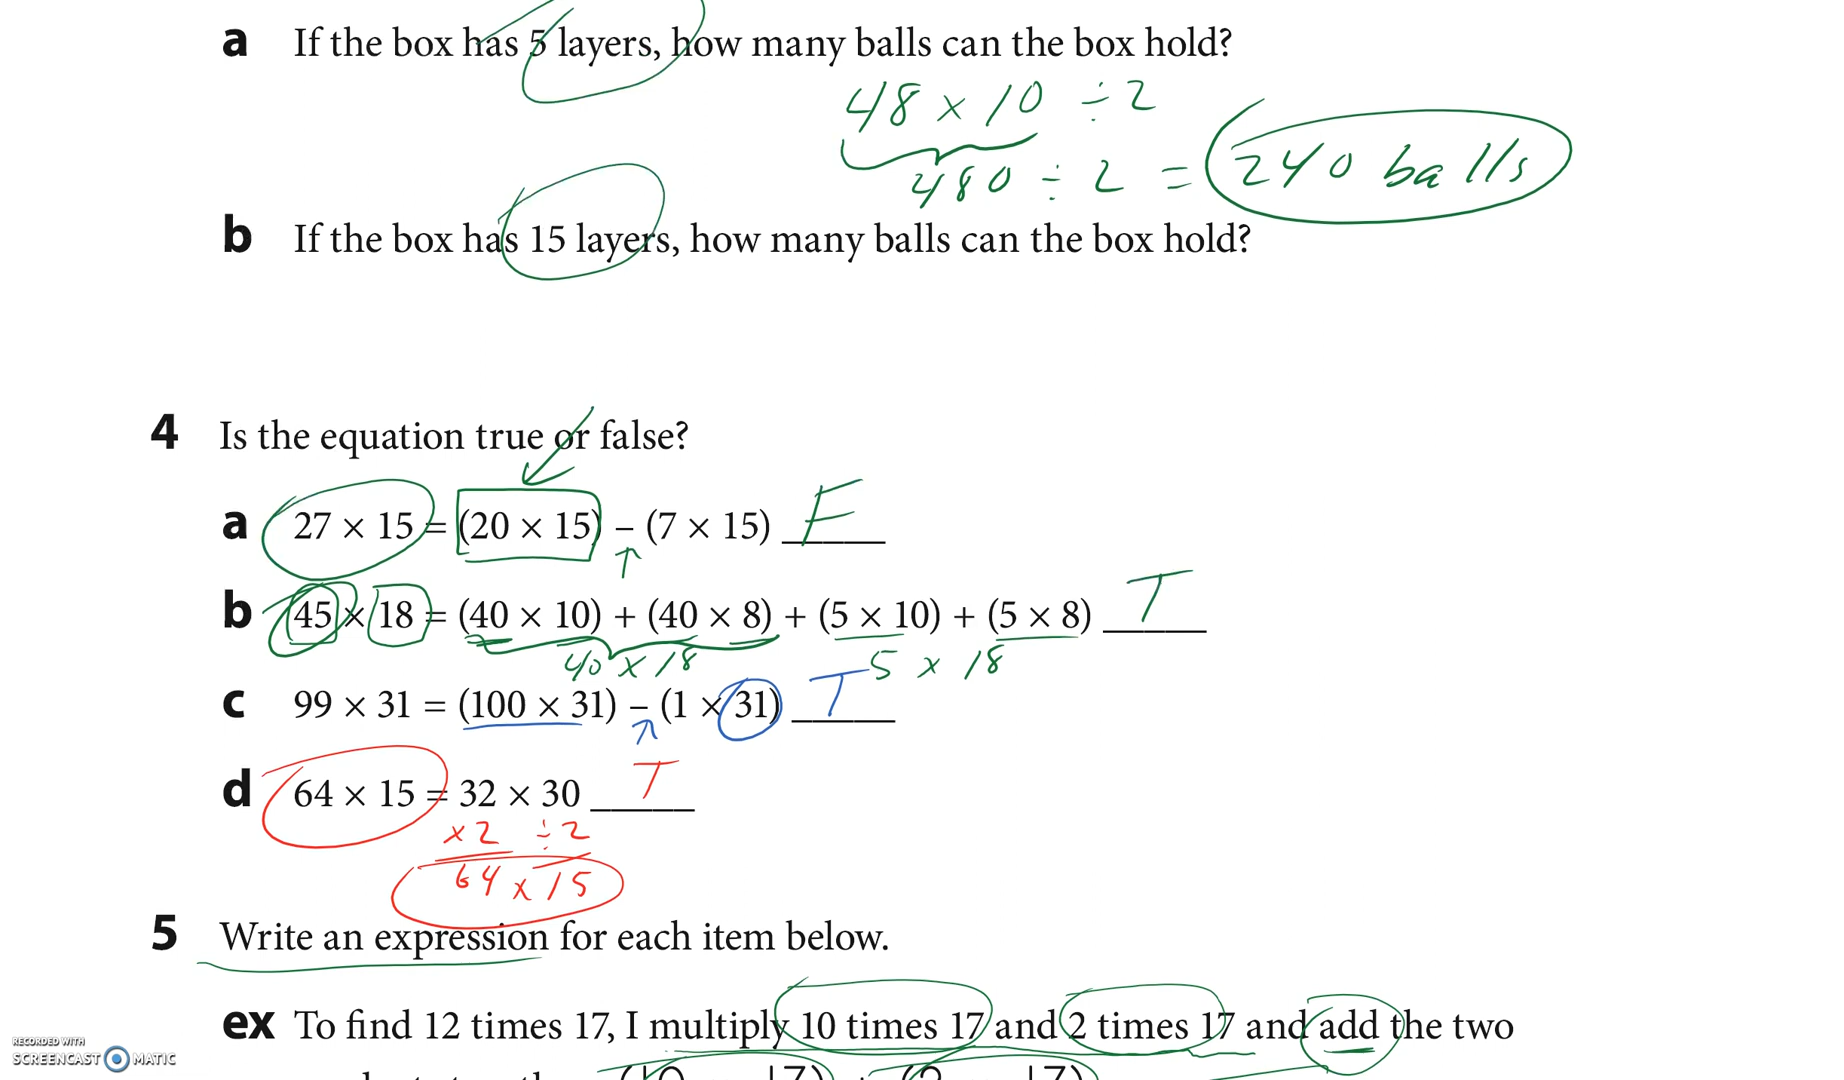 a If the box has 5 layers, how many balls can the box hold?
48 × 10 ÷ 2
480 ÷ 2 = 240 balls
b If the box has 15 layers, how many balls can the box hold?
4 Is the equation true or false?
a 27 × 15 = (20 × 15) – (7 × 15) _____ F
b 45 × 18 = (40 × 10) + (40 × 8) + (5 × 10) + (5 × 8) _____ T
40 × 18 5 × 18
c 99 × 31 = (100 × 31) – (1 × 31) _____ T
d 64 × 15 = 32 × 30 _____ T
×2 ÷2
64 × 15
5 Write an expression for each item below.
ex To find 12 times 17, I multiply 10 times 17 and 2 times 17 and add the two
RECORDED WITH
SCREENCAST MATIC